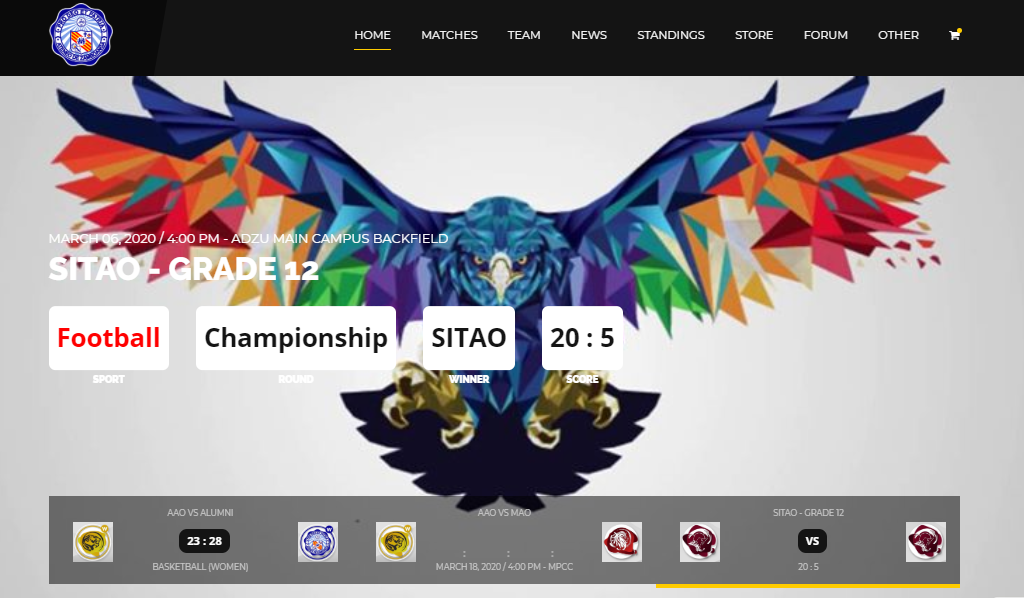 HOME MATCHES TEAM NEWS STANDINGS STORE FORUM OTHER
MARCH 06, 2020 / 4:00 PM - ADZU MAIN CAMPUS BACKFIELD
SITAO - GRADE 12
Football Championship SITAO 20 : 5
SPORT ROUND WINNER SCORE
AAO VS ALUMNI
23 : 28
BASKETBALL (WOMEN)
AAO VS MAO
: : :
MARCH 18, 2020 / 4:00 PM - MPCC
SITAO - GRADE 12
VS
20 : 5